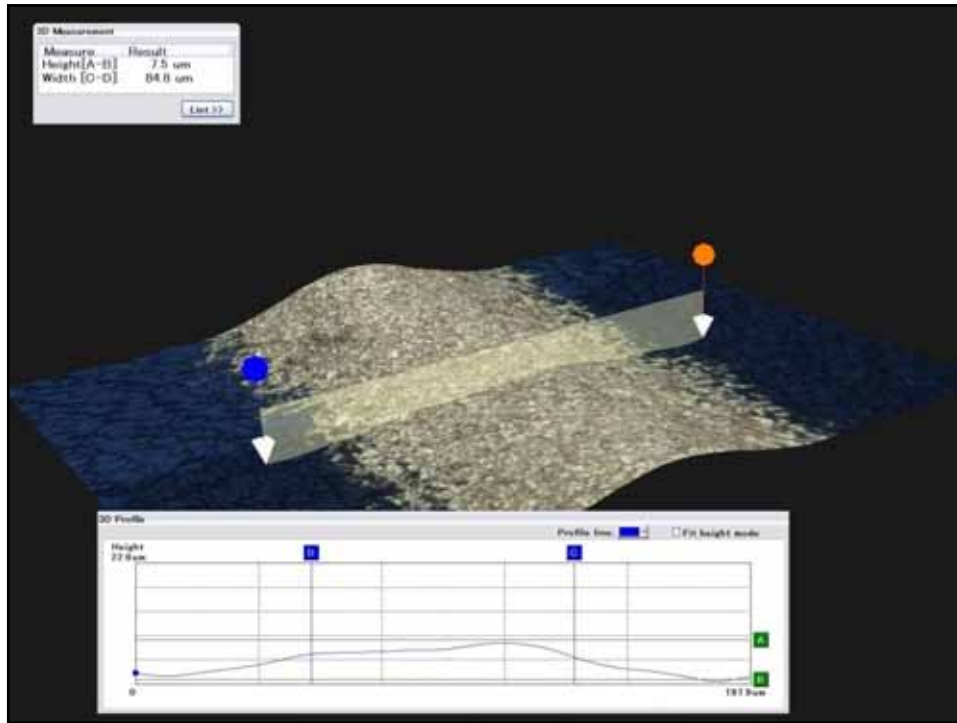 3D Measurement
Measure Result
Height[A-B] 7.5 um
Width [C-D] 84.8 um
List >>
3D Profile
Profile line: Fit height mode
Height
D C
A
B
0